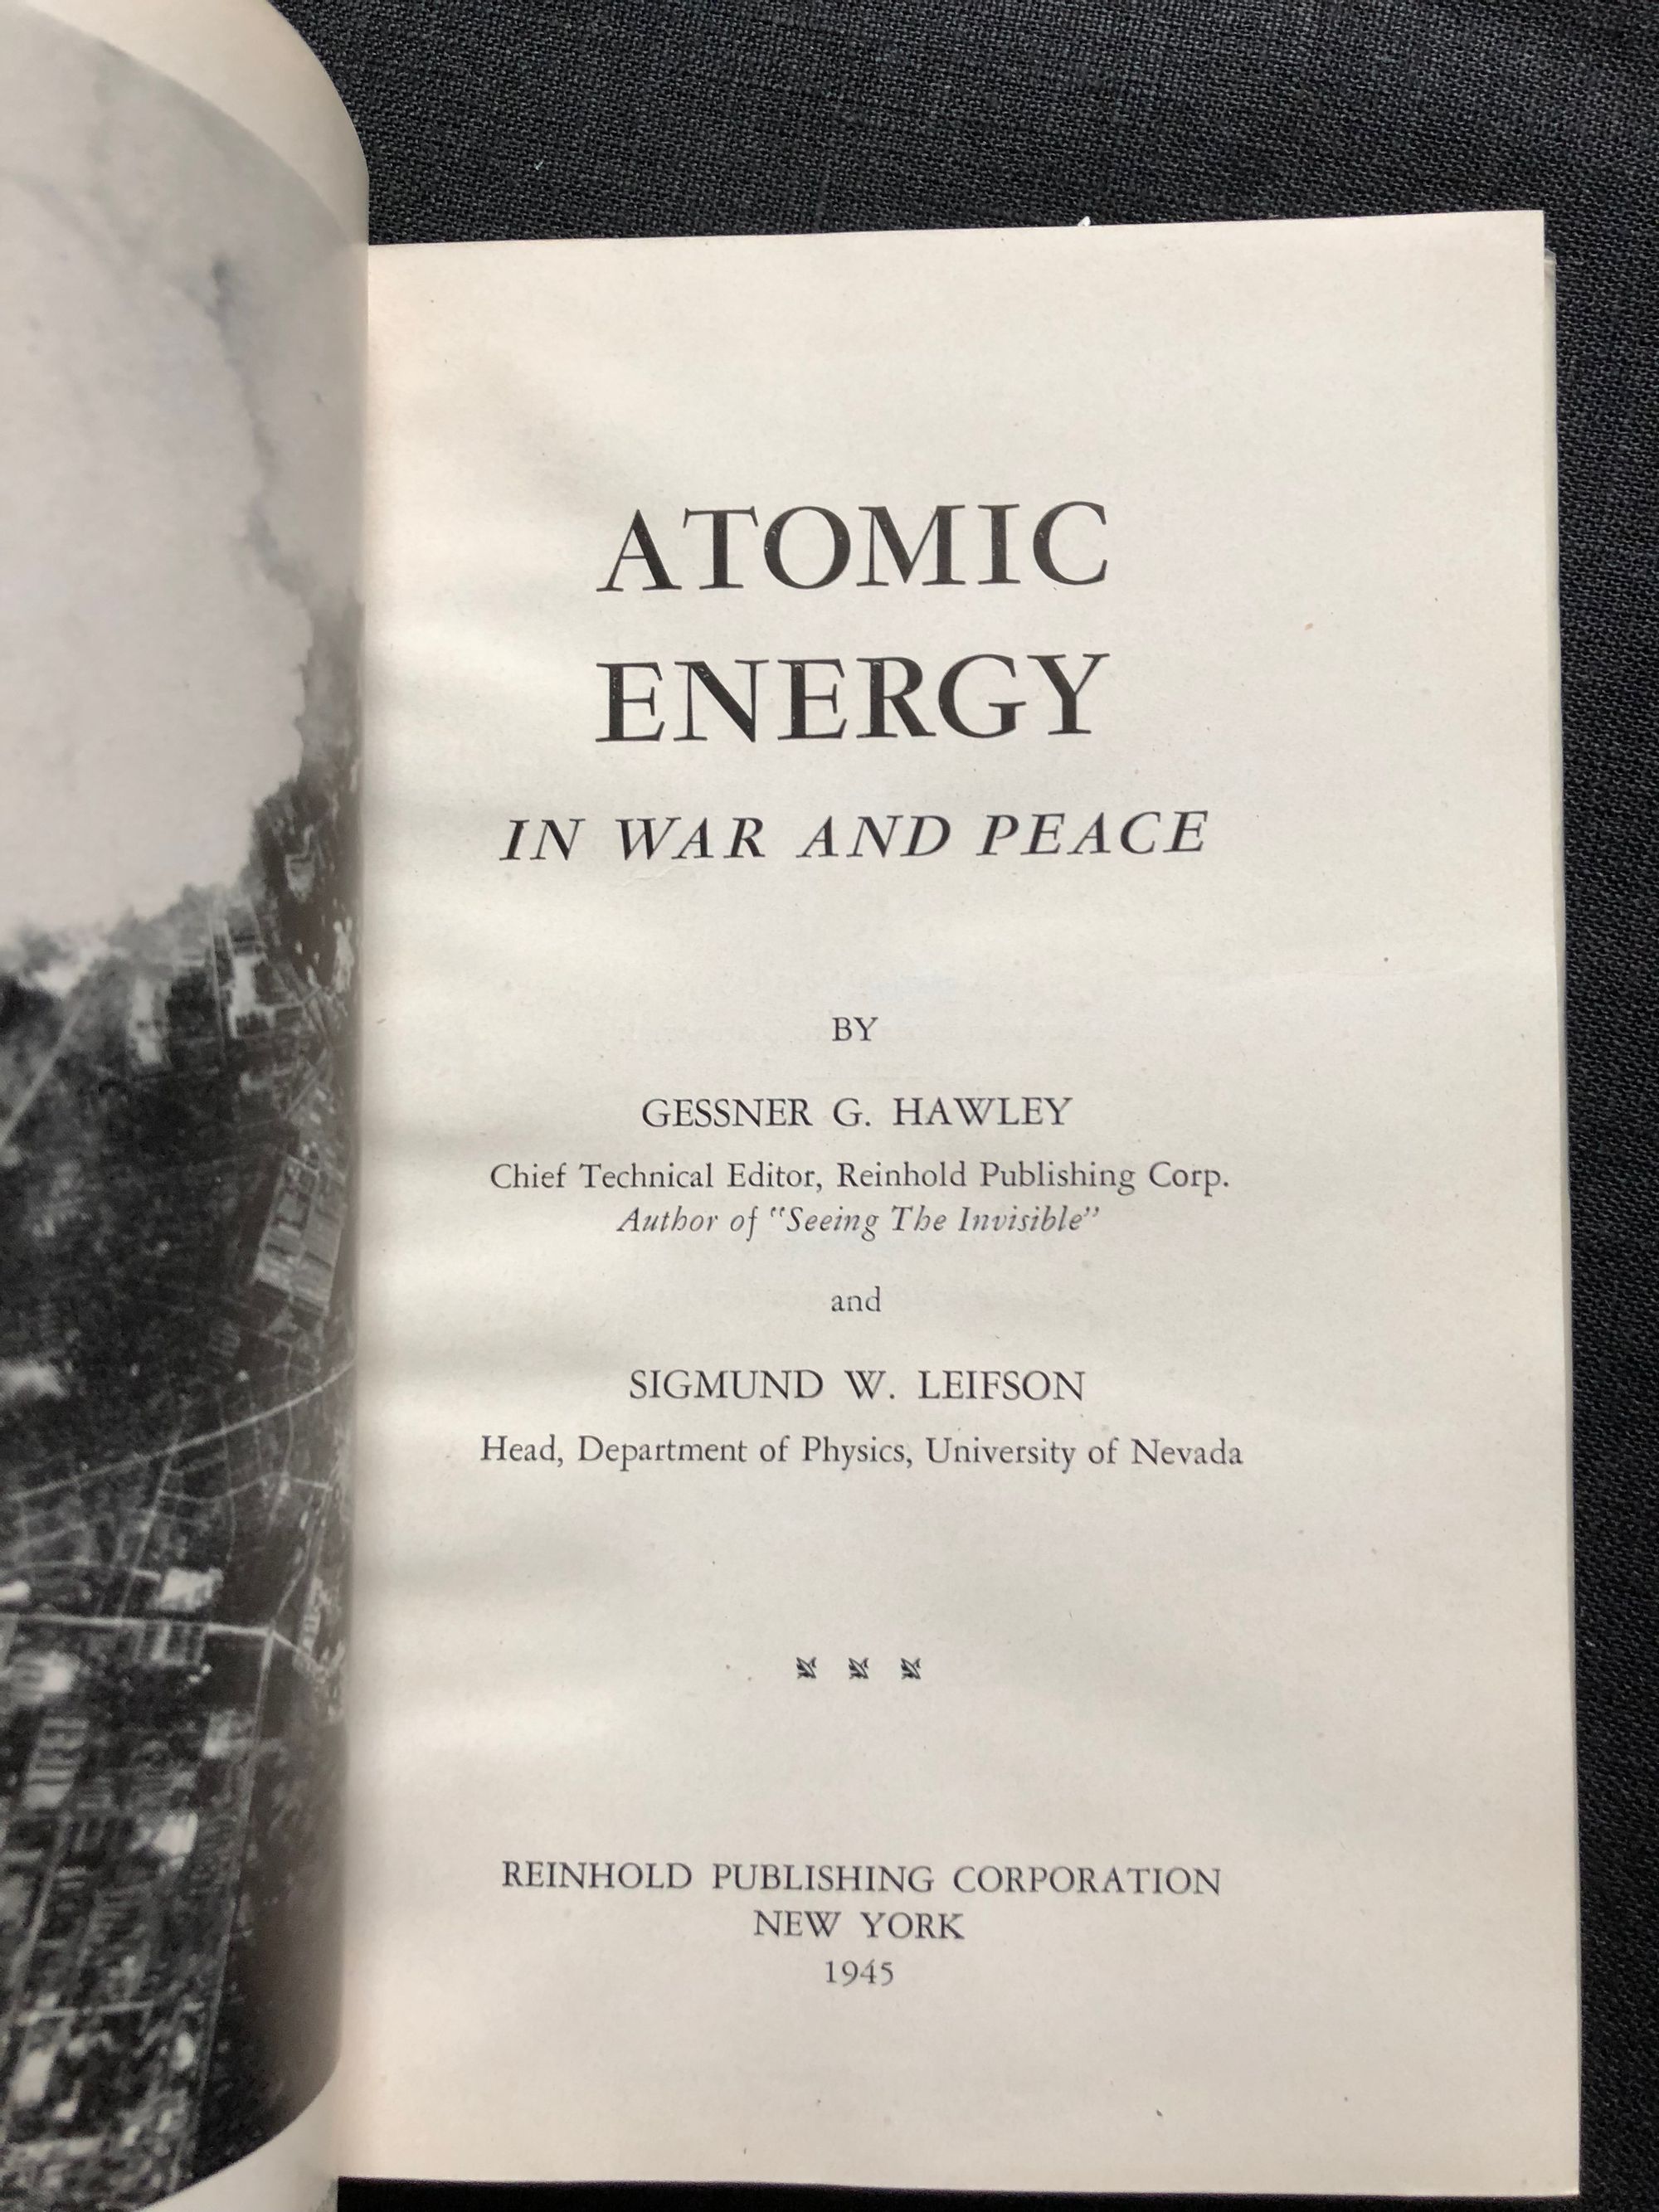 ATOMIC
ENERGY
IN WAR AND PEACE
BY
GESSNER G. HAWLEY
Chief Technical Editor, Reinhold Publishing Corp.
Author of "Seeing The Invisible"
and
SIGMUND W. LEIFSON
Head, Department of Physics, University of Nevada
REINHOLD PUBLISHING CORPORATION
NEW YORK
1945